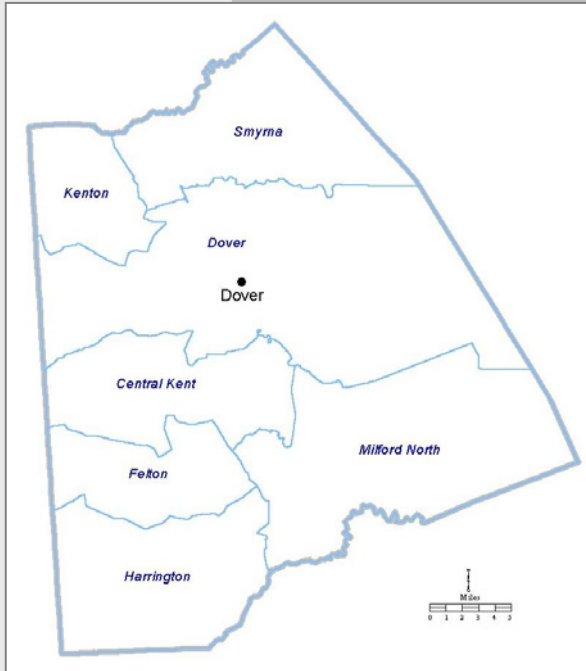 Smyrna
Kenton
Dover
Dover
Central Kent
Milford North
Felton
Harrington
Miles
0 1 2 3 4 5